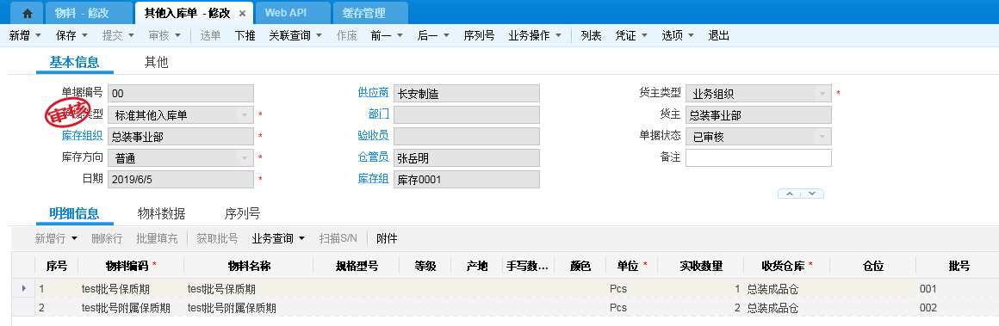 物料 - 修改 其他入库单 - 修改 × Web API 缓存管理
新增 保存 提交 审核 选单 下推 关联查询 作废 前一 后一 序列号 业务操作 列表 凭证 选项 退出
基本信息 其他
单据编号 00 供应商 长安制造 货主类型 业务组织 *
审核 类型 标准其他入库单 * 部门 货主 总装事业部
库存组织 总装事业部 * 验收员 单据状态 已审核
库存方向 普通 * 仓管员 张岳明 备注
日期 2019/6/5 * 库存组 库存0001
明细信息 物料数据 序列号
新增行 删除行 批量填充 获取批号 业务查询 扫描S/N 附件
序号 物料编码 * 物料名称 规格型号 等级 产地 手写数... 颜色 单位 * 实收数量 收货仓库 * 仓位 批号
1 test批号保质期 test批号保质期 Pcs 1 总装成品仓 001
2 test批号附属保质期 test批号附属保质期 Pcs 2 总装成品仓 002